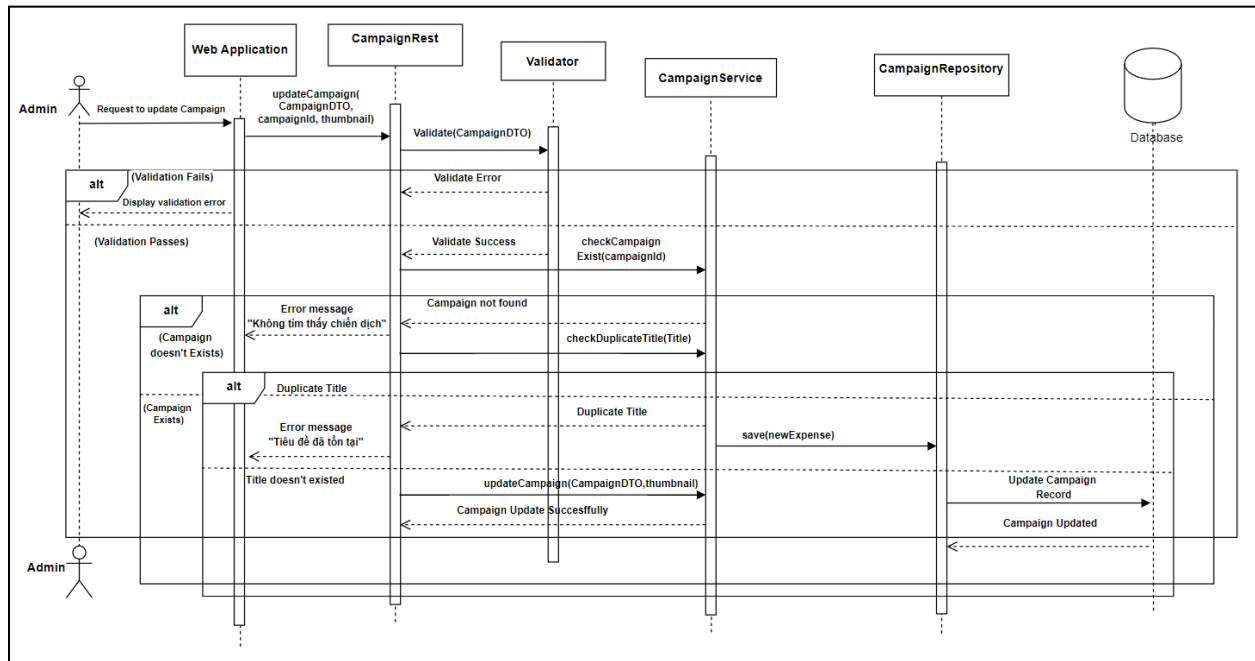 Web Application
CampaignRest
Validator
CampaignService
CampaignRepository
Database
Admin
Request to update Campaign
updateCampaign(
CampaignDTO,
campaignId, thumbnail)
Validate(CampaignDTO)
alt
(Validation Fails)
Validate Error
Display validation error
(Validation Passes)
Validate Success
checkCampaign
Exist(campaignId)
alt
Campaign not found
Error message
"Không tìm thấy chiến dịch"
(Campaign
doesn't Exists)
checkDuplicateTitle(Title)
alt
Duplicate Title
(Campaign
Exists)
Duplicate Title
Error message
"Tiêu đề đã tồn tại"
save(newExpense)
Title doesn't existed
updateCampaign(CampaignDTO,thumbnail)
Update Campaign
Record
Campaign Update Succesffully
Campaign Updated
Admin